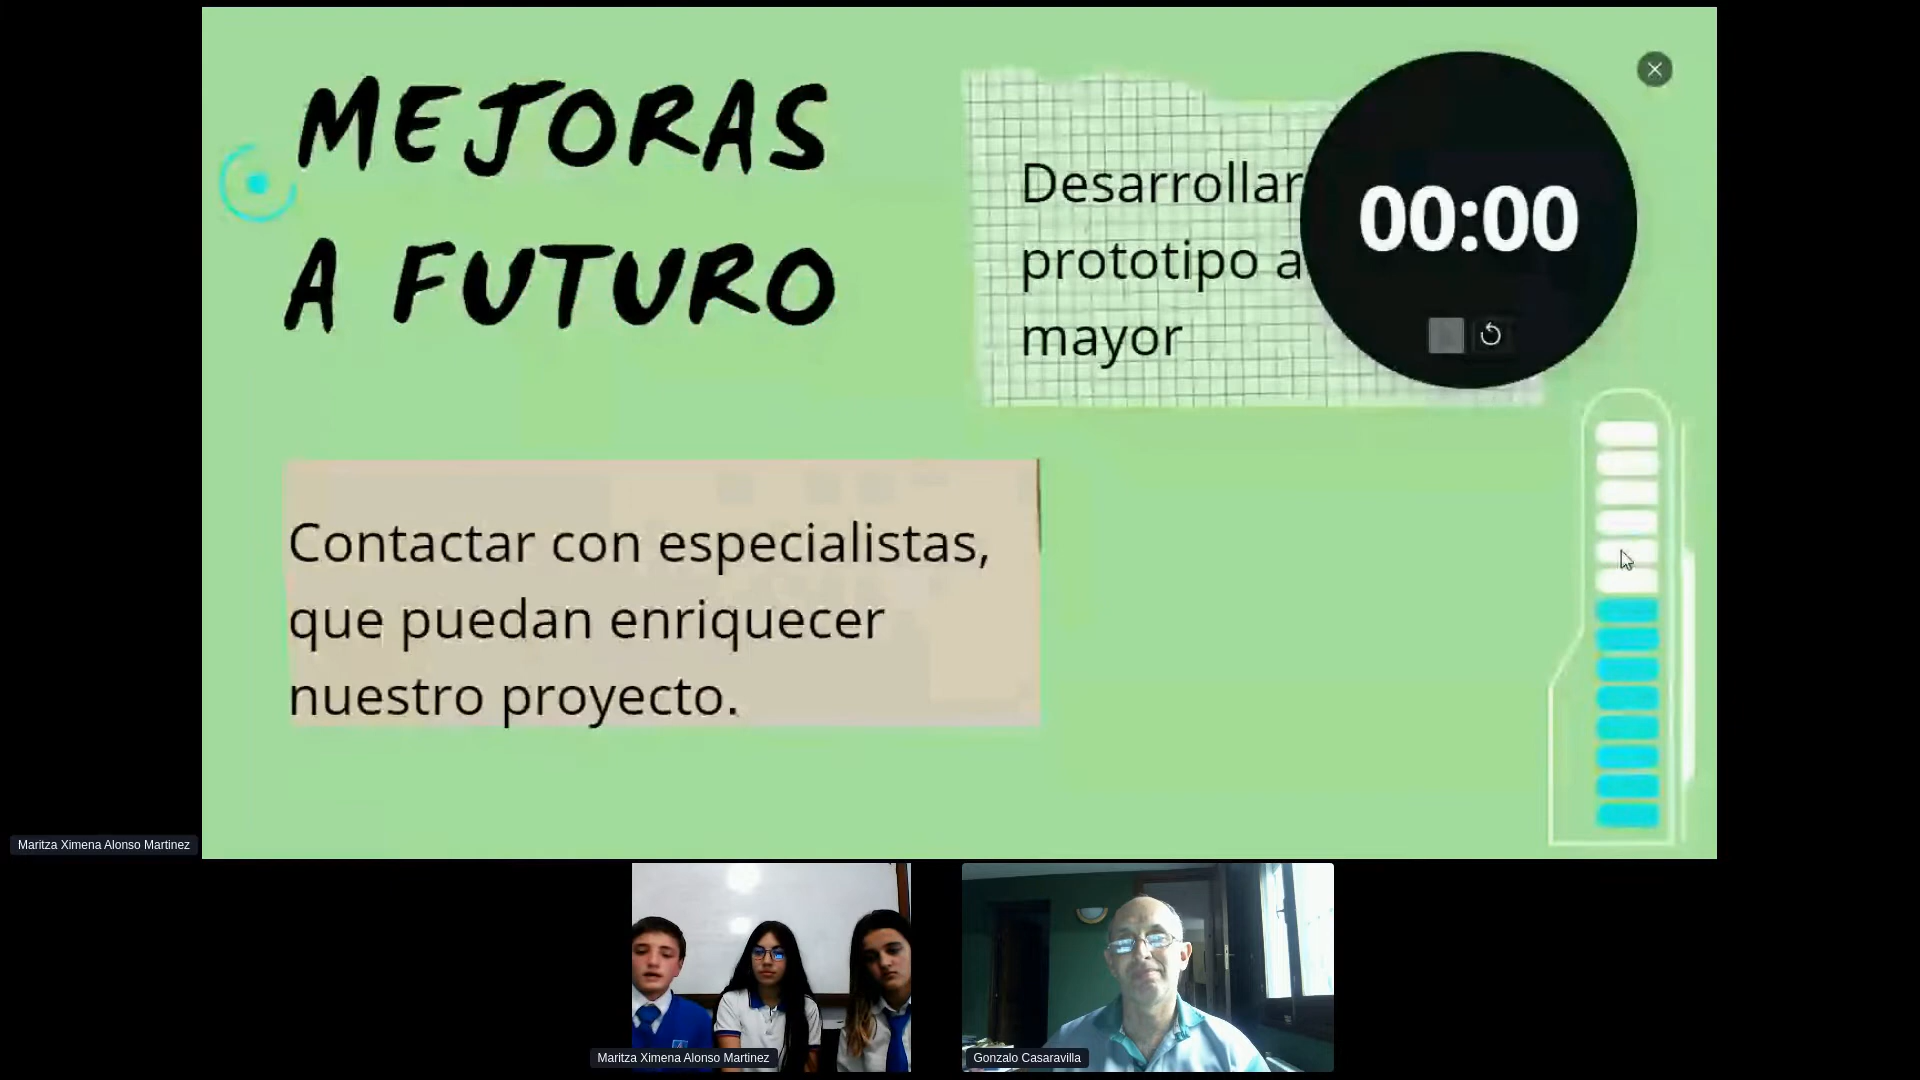 MEJORAS
A FUTURO
Desarrollar
prototipo a
mayor
00:00
Contactar con especialistas,
que puedan enriquecer
nuestro proyecto.
Maritza Ximena Alonso Martinez
Maritza Ximena Alonso Martinez
Gonzalo Casaravilla